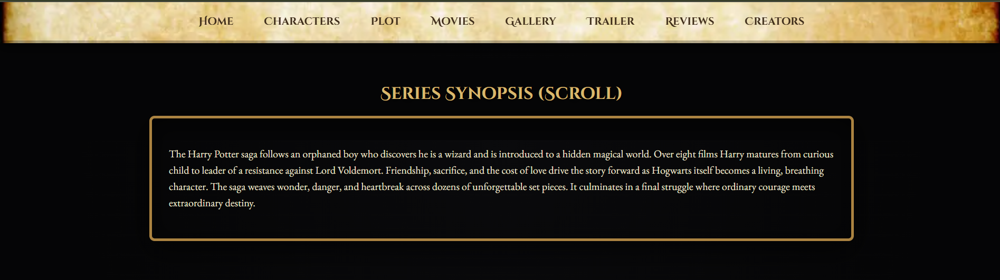 Home Characters Plot Movies Gallery Trailer Reviews Creators
Series Synopsis (Scroll)
The Harry Potter saga follows an orphaned boy who discovers he is a wizard and is introduced to a hidden magical world. Over eight films Harry matures from curious
child to leader of a resistance against Lord Voldemort. Friendship, sacrifice, and the cost of love drive the story forward as Hogwarts itself becomes a living, breathing
character. The saga weaves wonder, danger, and heartbreak across dozens of unforgettable set pieces. It culminates in a final struggle where ordinary courage meets
extraordinary destiny.